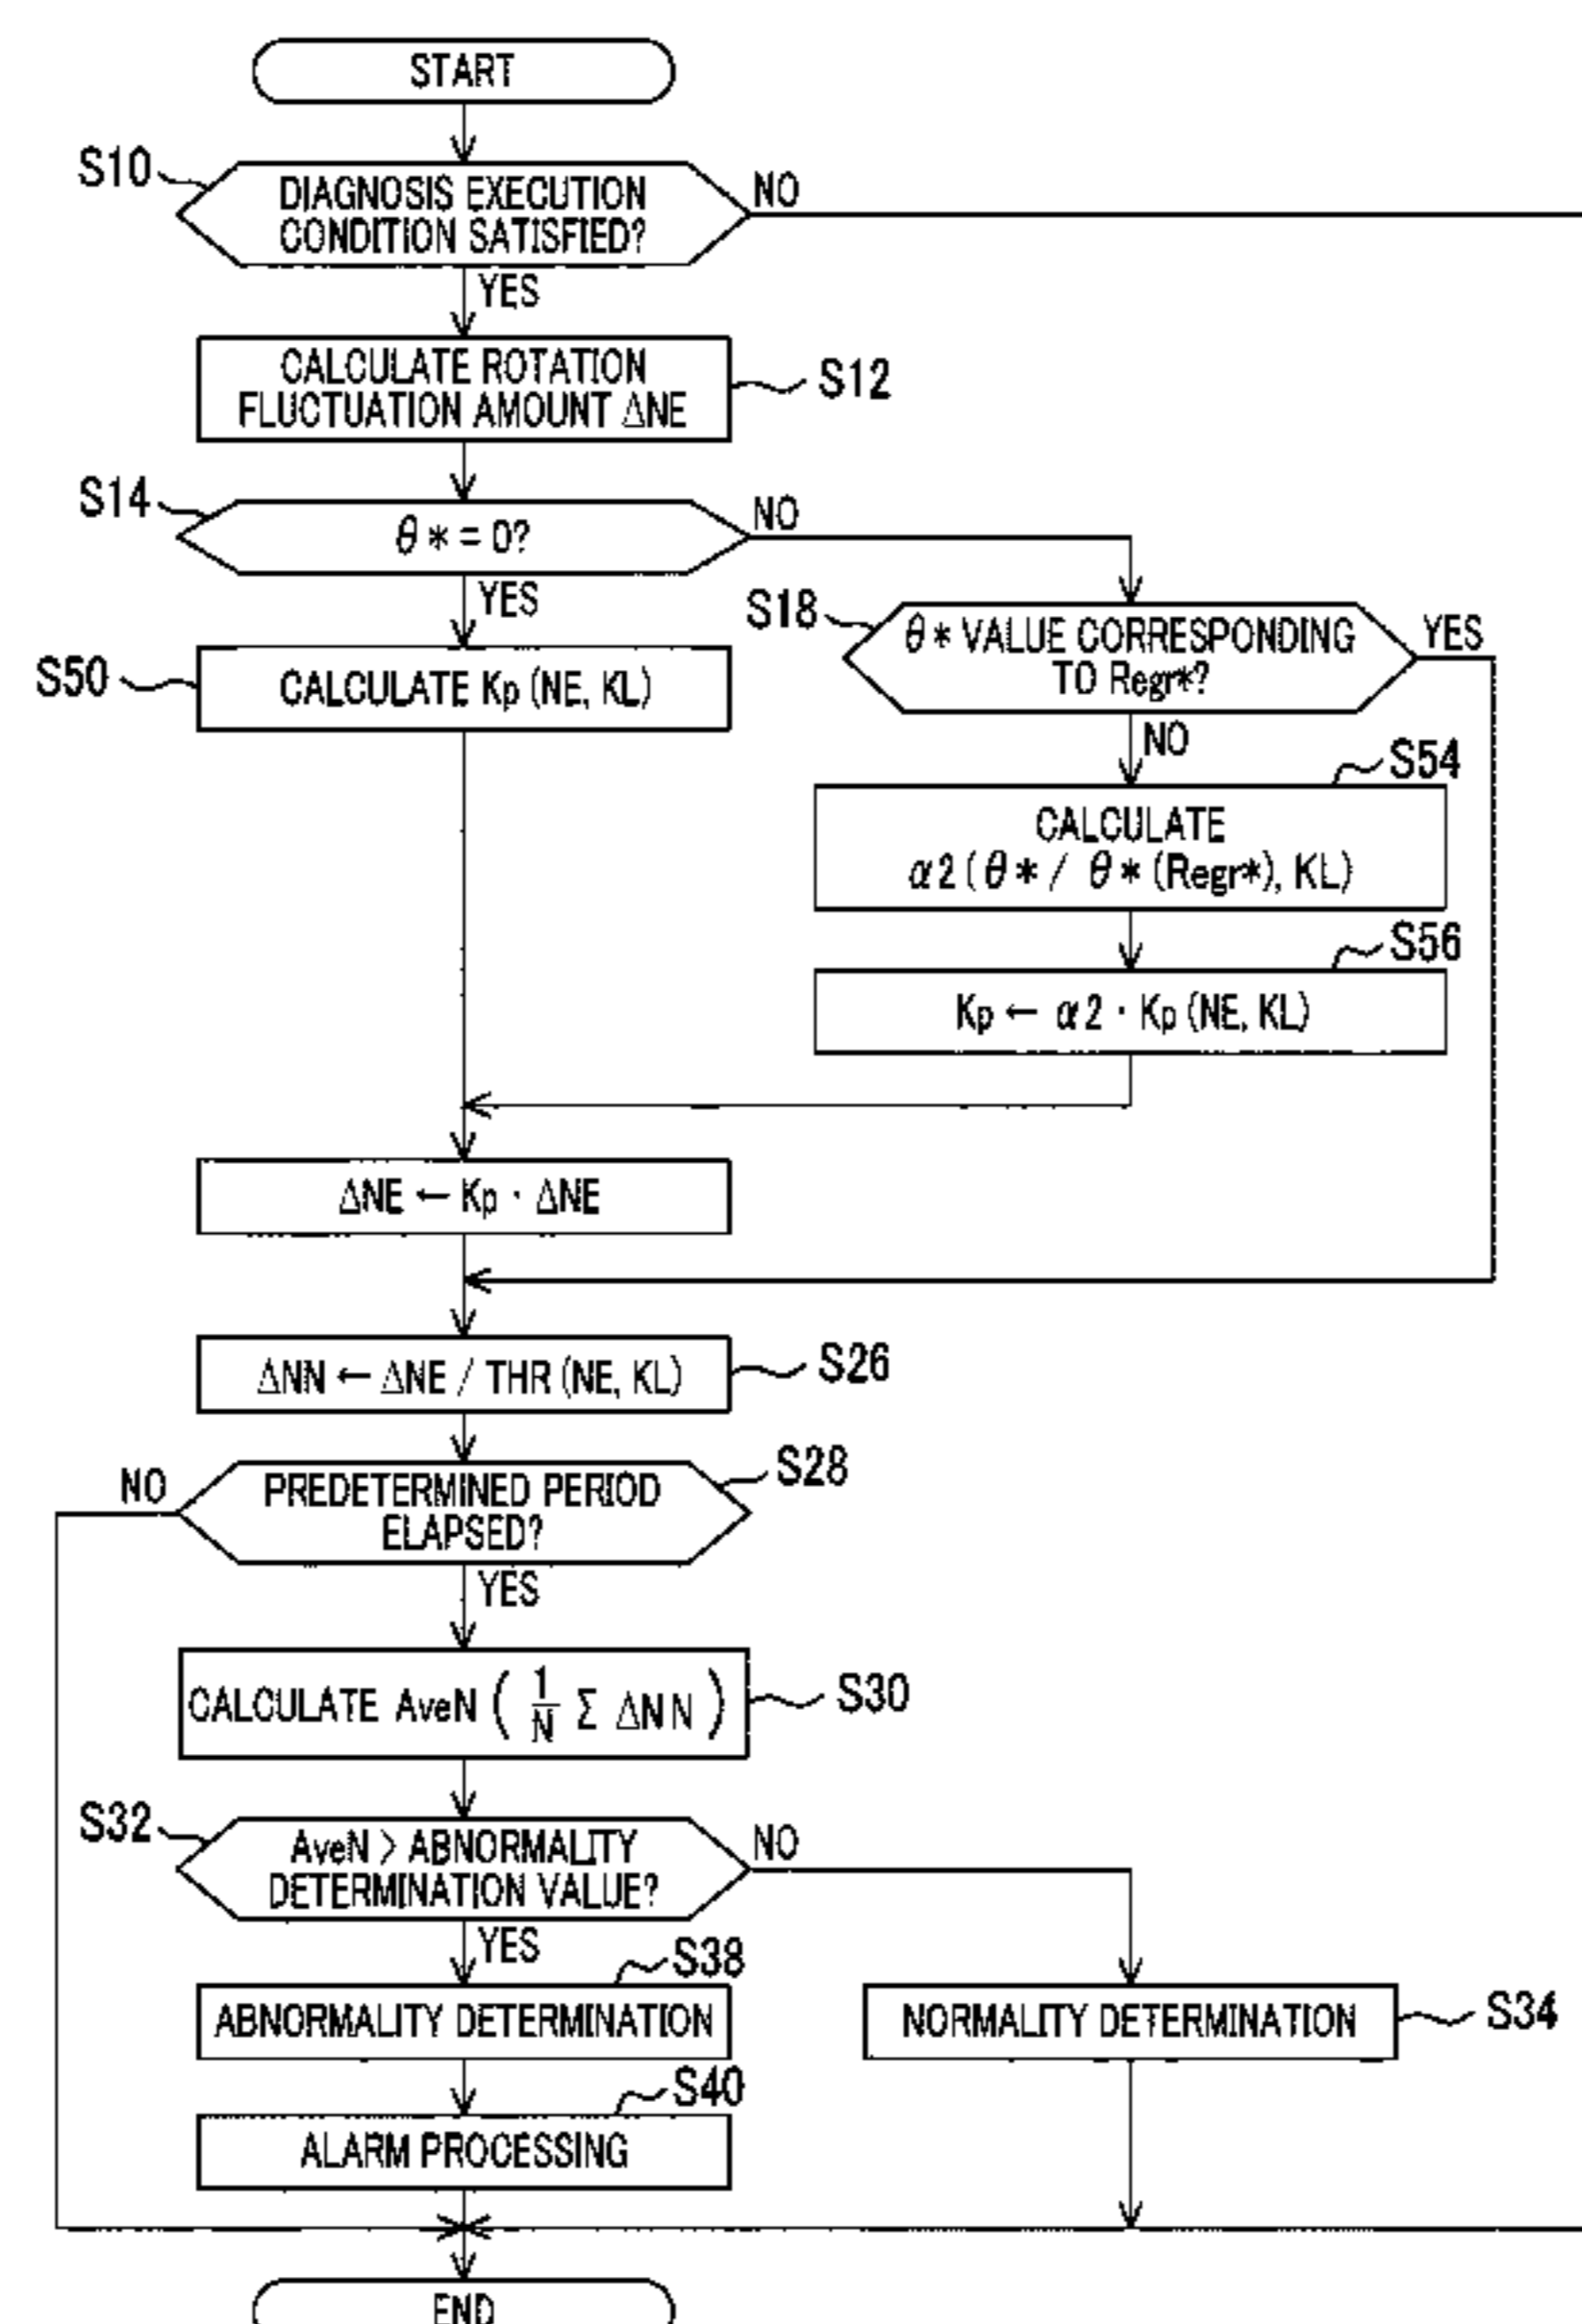 START
S10
DIAGNOSIS EXECUTION
CONDITION SATISFIED?
NO
YES
CALCULATE ROTATION
FLUCTUATION AMOUNT ΔNE
S12
S14
θ* = 0?
NO
YES
S18
θ* VALUE CORRESPONDING
TO Regr*?
YES
NO
S50
CALCULATE Kp (NE, KL)
S54
CALCULATE
α2 (θ* / θ* (Regr*), KL)
S56
Kp ← α2 · Kp (NE, KL)
ΔNE ← Kp · ΔNE
ΔNN ← ΔNE / THR (NE, KL)
S26
NO
PREDETERMINED PERIOD
ELAPSED?
S28
YES
CALCULATE AveN ( 1/N Σ ΔNN )
S30
S32
AveN > ABNORMALITY
DETERMINATION VALUE?
NO
YES
S38
ABNORMALITY DETERMINATION
NORMALITY DETERMINATION
S34
S40
ALARM PROCESSING
END